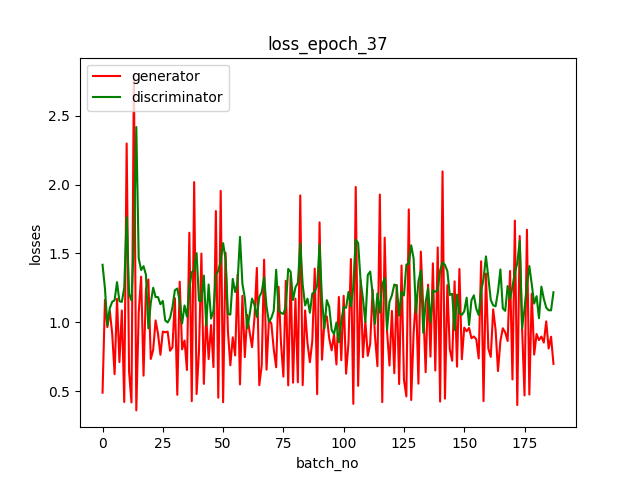 loss_epoch_37
generator
discriminator
2.5
2.0
1.5
1.0
0.5
losses
0 25 50 75 100 125 150 175
batch_no